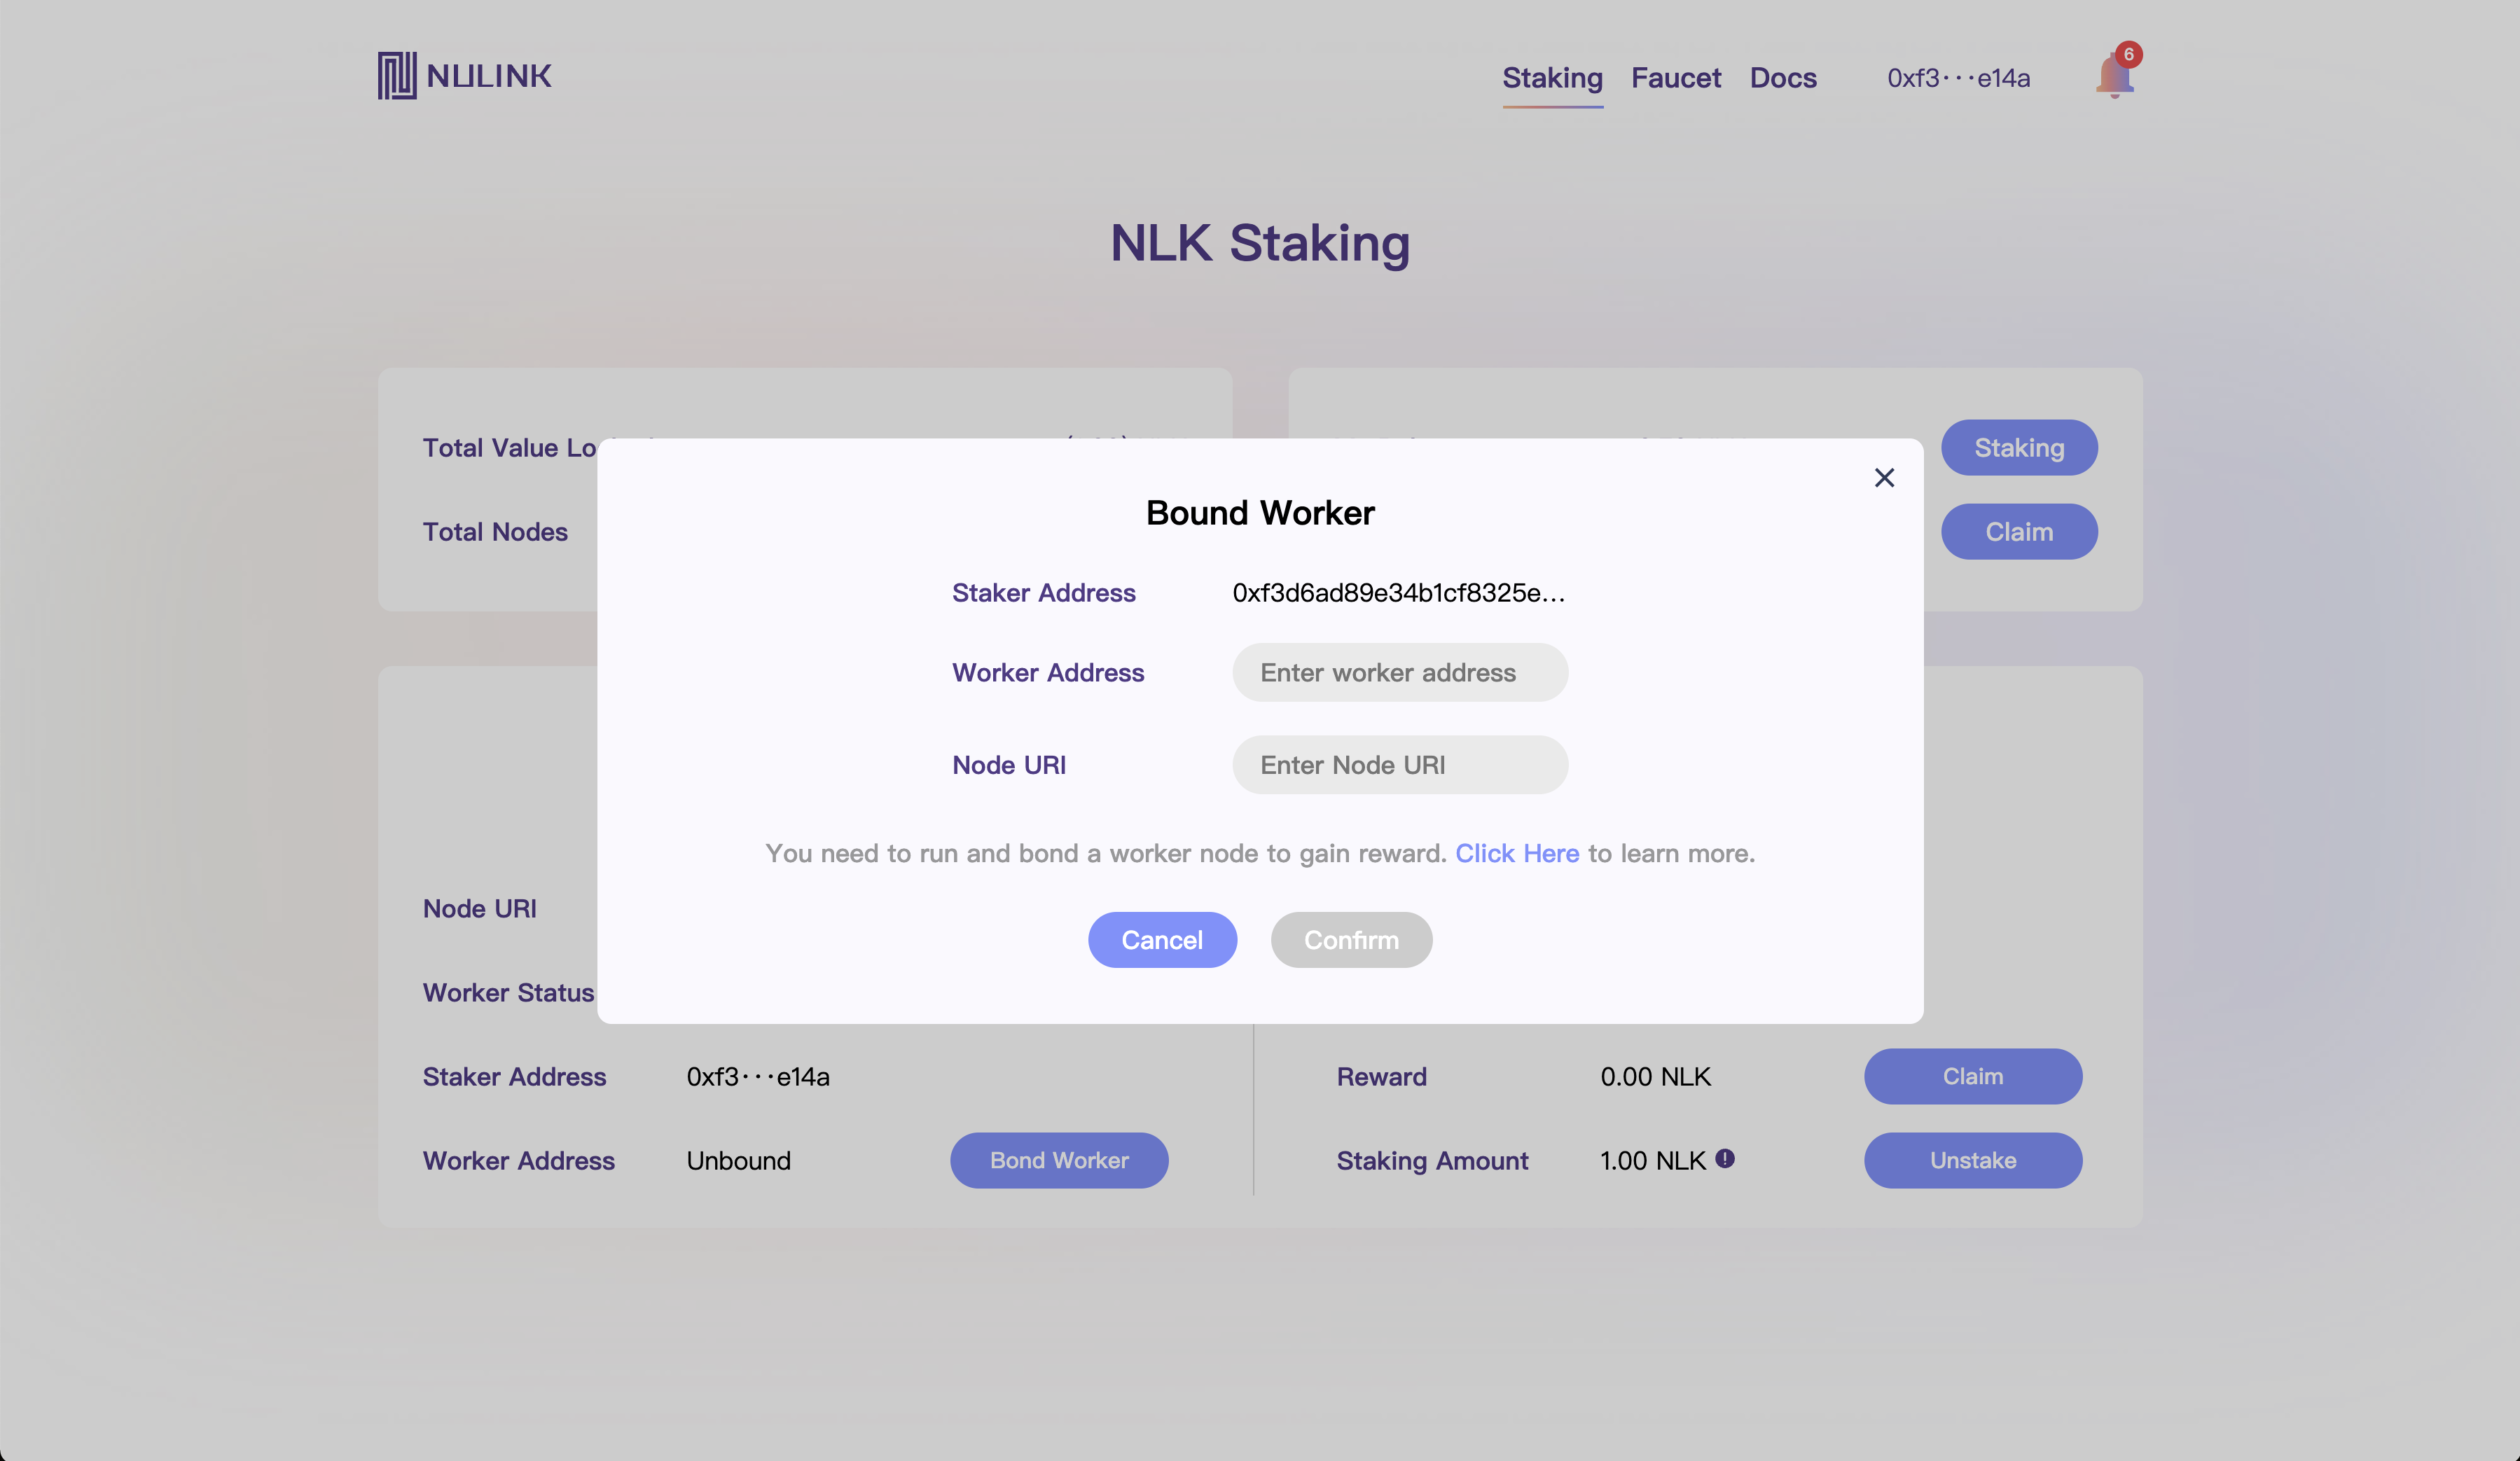 NULINK
Staking Faucet Docs 0xf3···e14a 6
NLK Staking
Total Value Lo
Staking
Total Nodes
Claim
Bound Worker
Staker Address 0xf3d6ad89e34b1cf8325e...
Worker Address Enter worker address
Node URI Enter Node URI
You need to run and bond a worker node to gain reward. Click Here to learn more.
Cancel Confirm
Node URI
Worker Status
Staker Address 0xf3···e14a
Reward 0.00 NLK Claim
Worker Address Unbound Bond Worker
Staking Amount 1.00 NLK Unstake